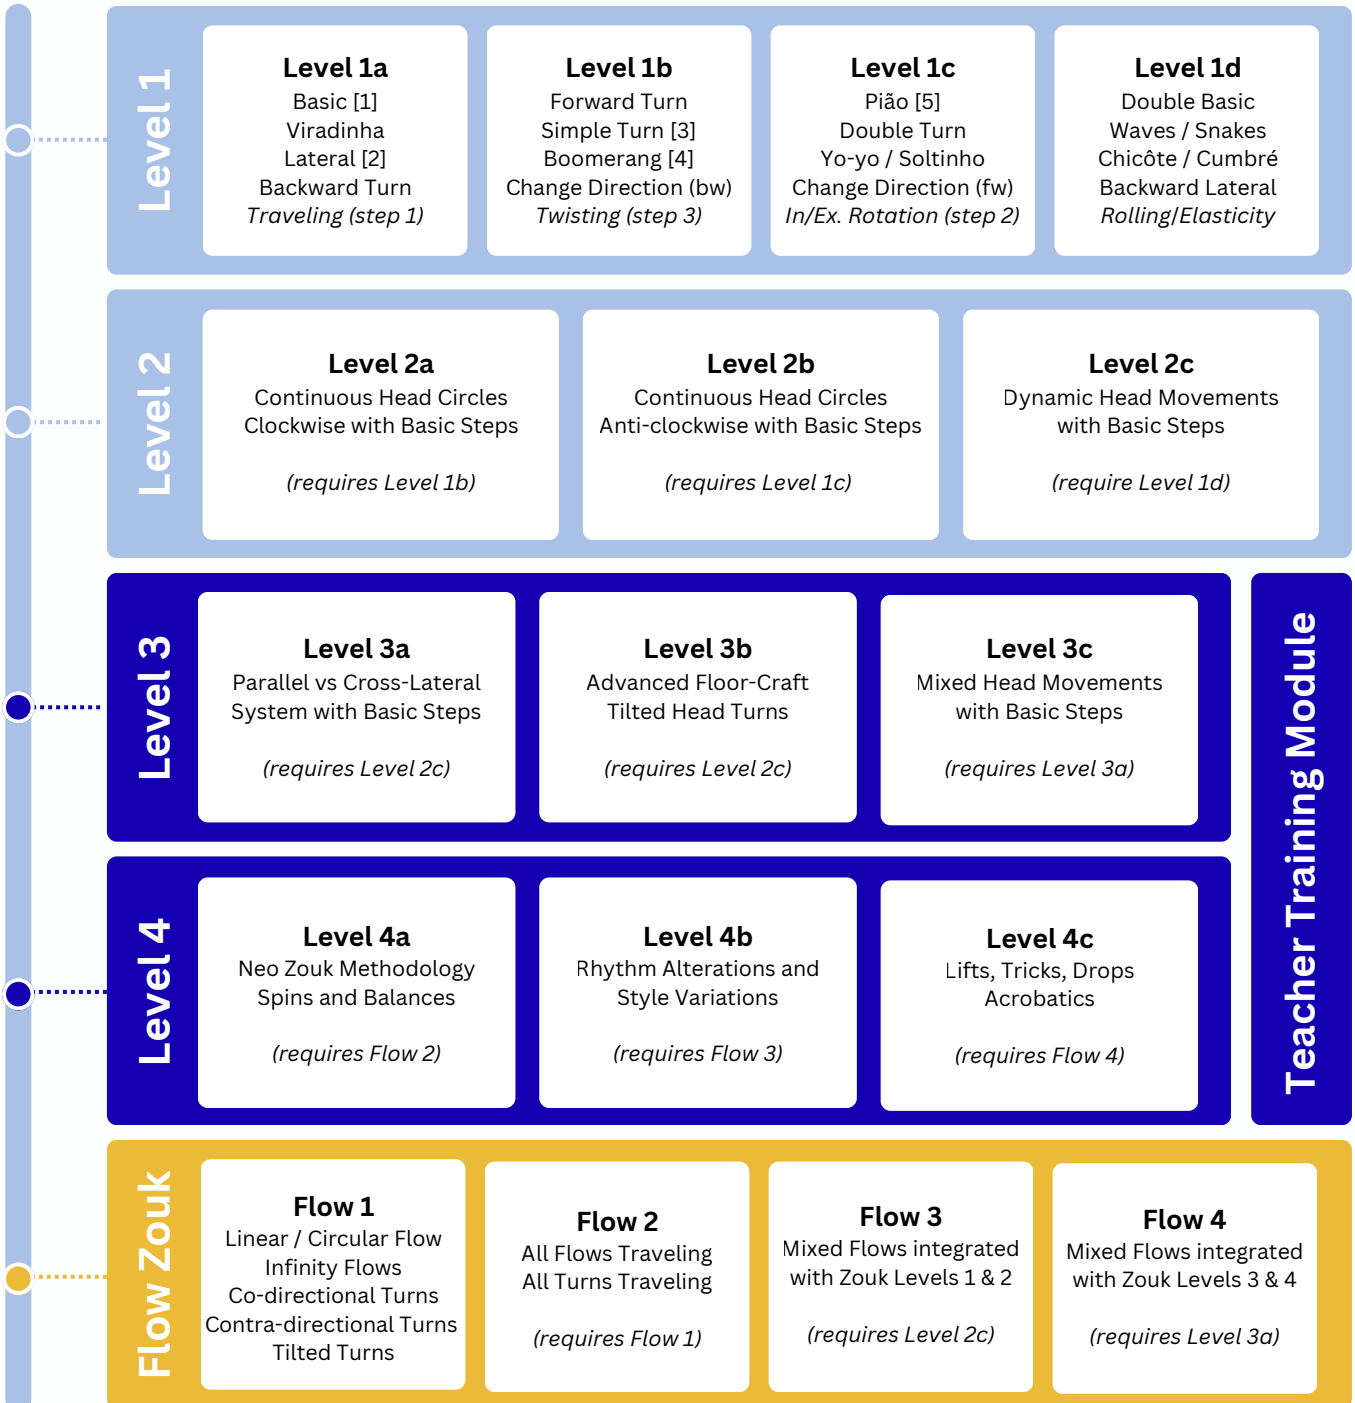 Level 1
Level 1a
Basic [1]
Viradinha
Lateral [2]
Backward Turn
Traveling (step 1)
Level 1b
Forward Turn
Simple Turn [3]
Boomerang [4]
Change Direction (bw)
Twisting (step 3)
Level 1c
Pião [5]
Double Turn
Yo-yo / Soltinho
Change Direction (fw)
In/Ex. Rotation (step 2)
Level 1d
Double Basic
Waves / Snakes
Chicôte / Cumbré
Backward Lateral
Rolling/Elasticity
Level 2
Level 2a
Continuous Head Circles
Clockwise with Basic Steps
(requires Level 1b)
Level 2b
Continuous Head Circles
Anti-clockwise with Basic Steps
(requires Level 1c)
Level 2c
Dynamic Head Movements
with Basic Steps
(require Level 1d)
Level 3
Level 3a
Parallel vs Cross-Lateral
System with Basic Steps
(requires Level 2c)
Level 3b
Advanced Floor-Craft
Tilted Head Turns
(requires Level 2c)
Level 3c
Mixed Head Movements
with Basic Steps
(requires Level 3a)
Teacher Training Module
Level 4
Level 4a
Neo Zouk Methodology
Spins and Balances
(requires Flow 2)
Level 4b
Rhythm Alterations and
Style Variations
(requires Flow 3)
Level 4c
Lifts, Tricks, Drops
Acrobatics
(requires Flow 4)
Flow Zouk
Flow 1
Linear / Circular Flow
Infinity Flows
Co-directional Turns
Contra-directional Turns
Tilted Turns
Flow 2
All Flows Traveling
All Turns Traveling
(requires Flow 1)
Flow 3
Mixed Flows integrated
with Zouk Levels 1 & 2
(requires Level 2c)
Flow 4
Mixed Flows integrated
with Zouk Levels 3 & 4
(requires Level 3a)